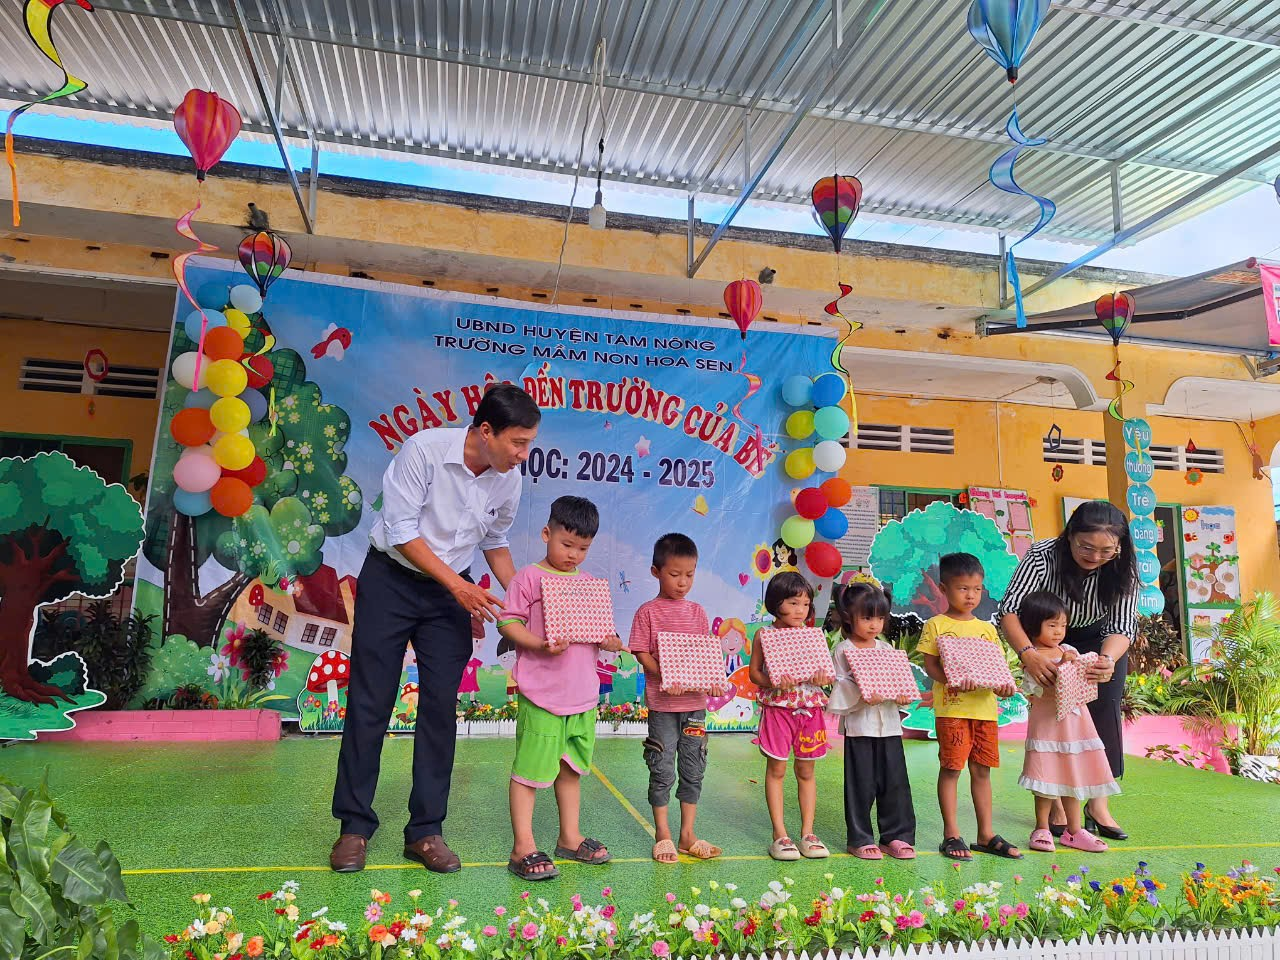 UBND HUYỆN TAM NÔNG
TRƯỜNG MẦM NON HOA SEN
NGÀY HỘI ĐẾN TRƯỜNG CỦA BÉ
HỌC: 2024 - 2025
Yêu
thương
Trẻ
bằng
trái
tim